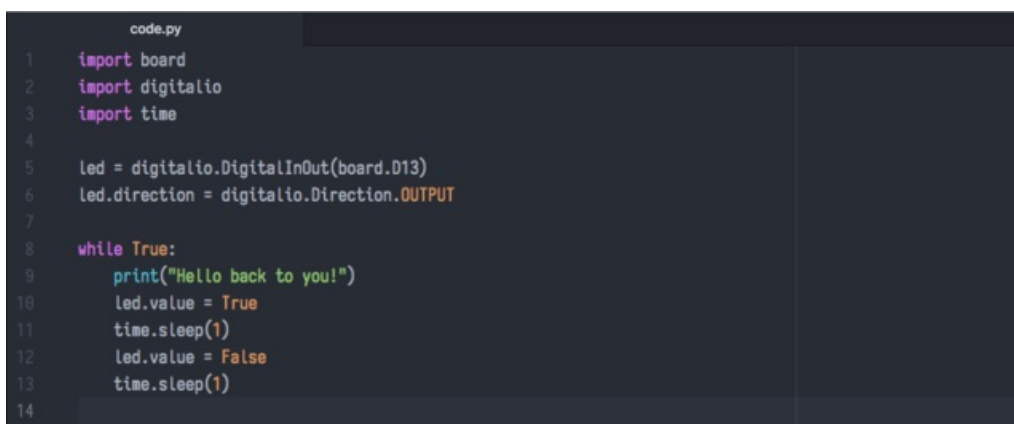 code.py
1 import board
2 import digitalio
3 import time
4
5 led = digitalio.DigitalInOut(board.D13)
6 led.direction = digitalio.Direction.OUTPUT
7
8 while True:
9     print("Hello back to you!")
10     led.value = True
11     time.sleep(1)
12     led.value = False
13     time.sleep(1)
14